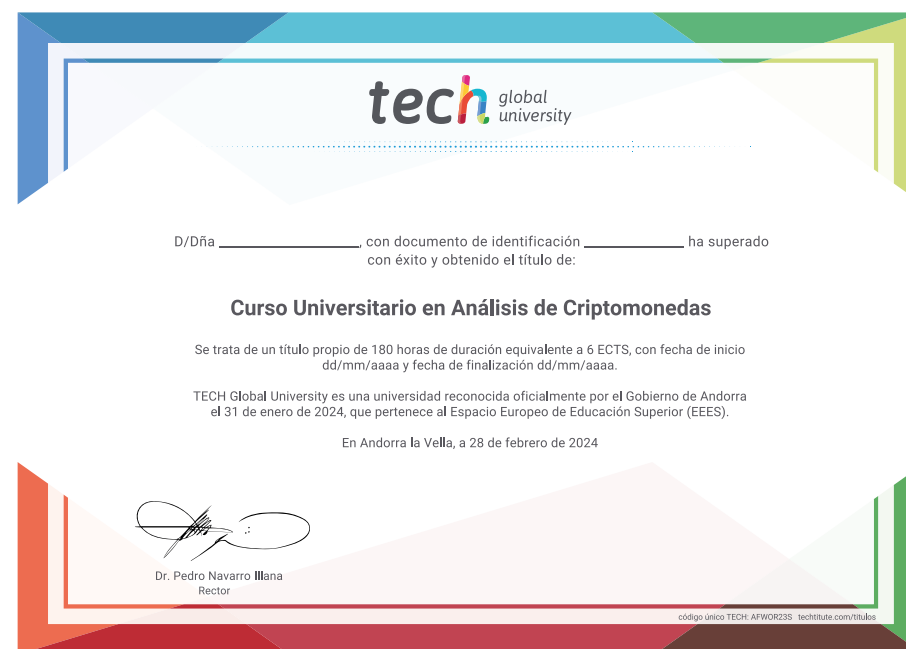 tech global university
D/Dña ____________, con documento de identificación ____________ ha superado
con éxito y obtenido el título de:
Curso Universitario en Análisis de Criptomonedas
Se trata de un título propio de 180 horas de duración equivalente a 6 ECTS, con fecha de inicio
dd/mm/aaaa y fecha de finalización dd/mm/aaaa.
TECH Global University es una universidad reconocida oficialmente por el Gobierno de Andorra
el 31 de enero de 2024, que pertenece al Espacio Europeo de Educación Superior (EEES).
En Andorra la Vella, a 28 de febrero de 2024
Dr. Pedro Navarro Illana
Rector
código único TECH: AFWOR23S techtitute.com/titulos